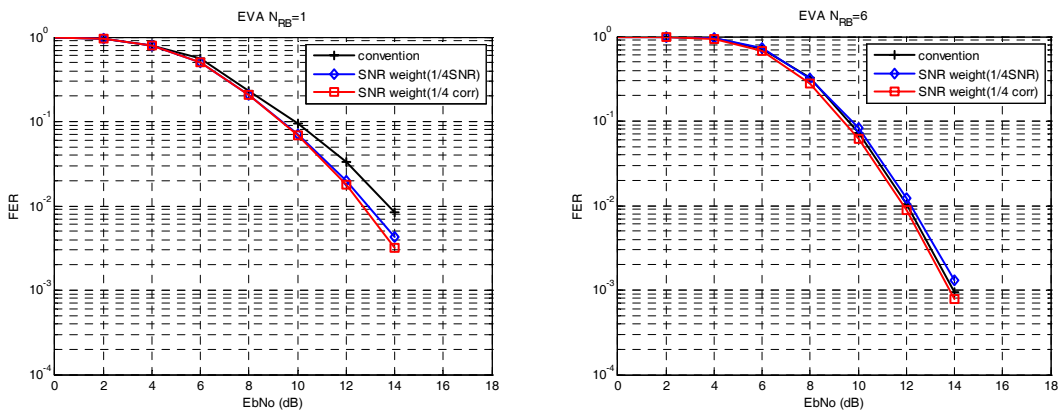 EVA N_RB=1
10^0
10^-1
10^-2
10^-3
10^-4
FER
0 2 4 6 8 10 12 14 16 18
EbNo (dB)
convention
SNR weight(1/4SNR)
SNR weight(1/4 corr)
EVA N_RB=6
10^0
10^-1
10^-2
10^-3
10^-4
FER
0 2 4 6 8 10 12 14 16 18
EbNo (dB)
convention
SNR weight(1/4SNR)
SNR weight(1/4 corr)